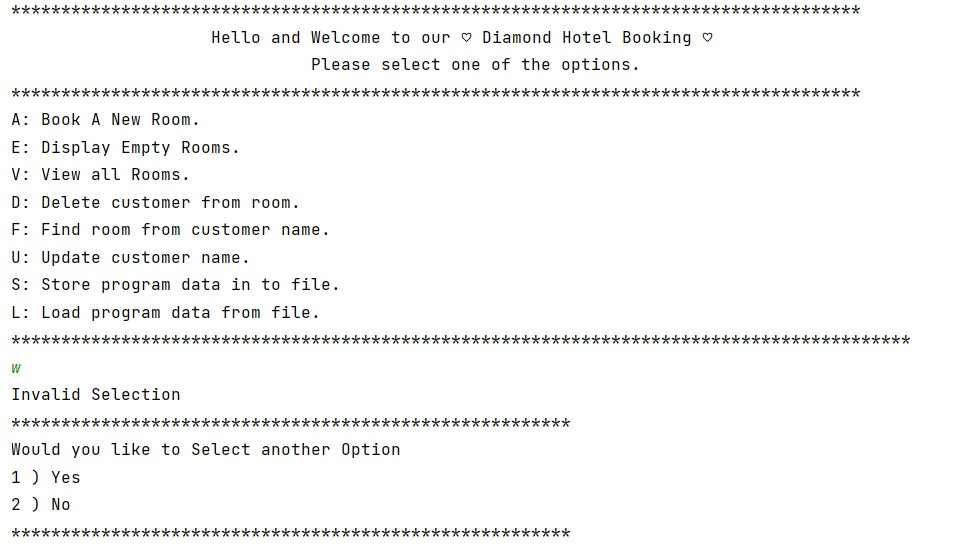 *************************************************************************************
Hello and Welcome to our ♡ Diamond Hotel Booking ♡
Please select one of the options.
*************************************************************************************
A: Book A New Room.
E: Display Empty Rooms.
V: View all Rooms.
D: Delete customer from room.
F: Find room from customer name.
U: Update customer name.
S: Store program data in to file.
L: Load program data from file.
******************************************************************************************
w
Invalid Selection
********************************************************
Would you like to Select another Option
1 ) Yes
2 ) No
********************************************************